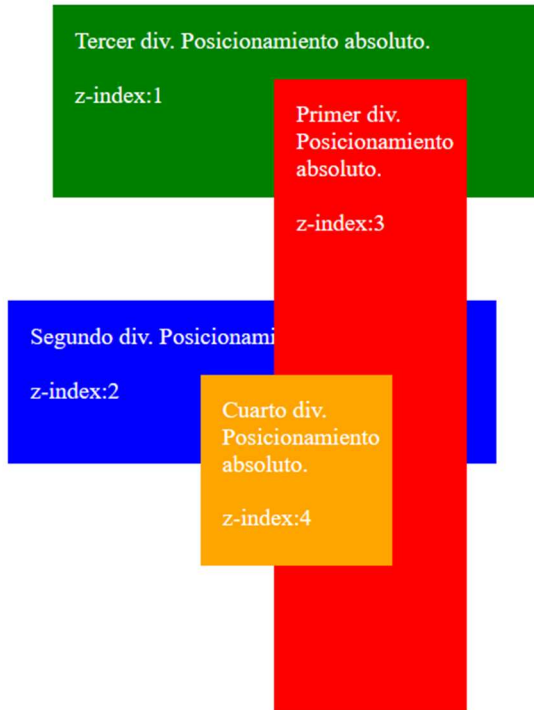 Tercer div. Posicionamiento absoluto.
z-index:1
Primer div.
Posicionamiento
absoluto.
z-index:3
Segundo div. Posicionami
z-index:2
Cuarto div.
Posicionamiento
absoluto.
z-index:4